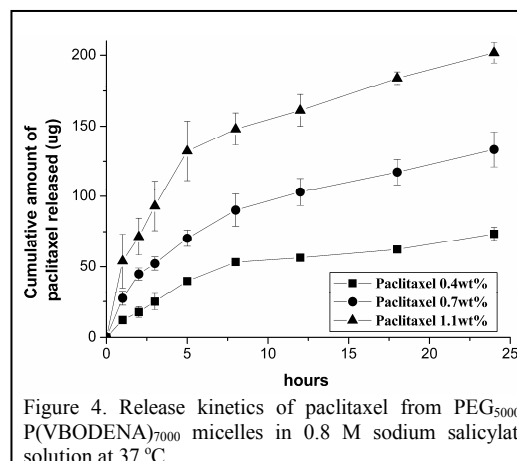 Cumulative amount of
paclitaxel released (ug)
200
150
100
50
0
Paclitaxel 0.4wt%
Paclitaxel 0.7wt%
Paclitaxel 1.1wt%
0 5 10 15 20 25
hours
Figure 4. Release kinetics of paclitaxel from PEG5000
P(VBODENA)7000 micelles in 0.8 M sodium salicylat
solution at 37 ºC